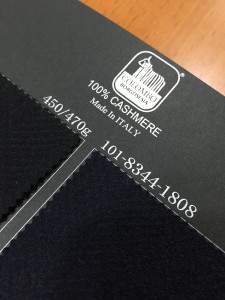 COLOMBO
BORGOSESIA
®
100% CASHMERE
Made In ITALY
450/470g
101-8344-1808